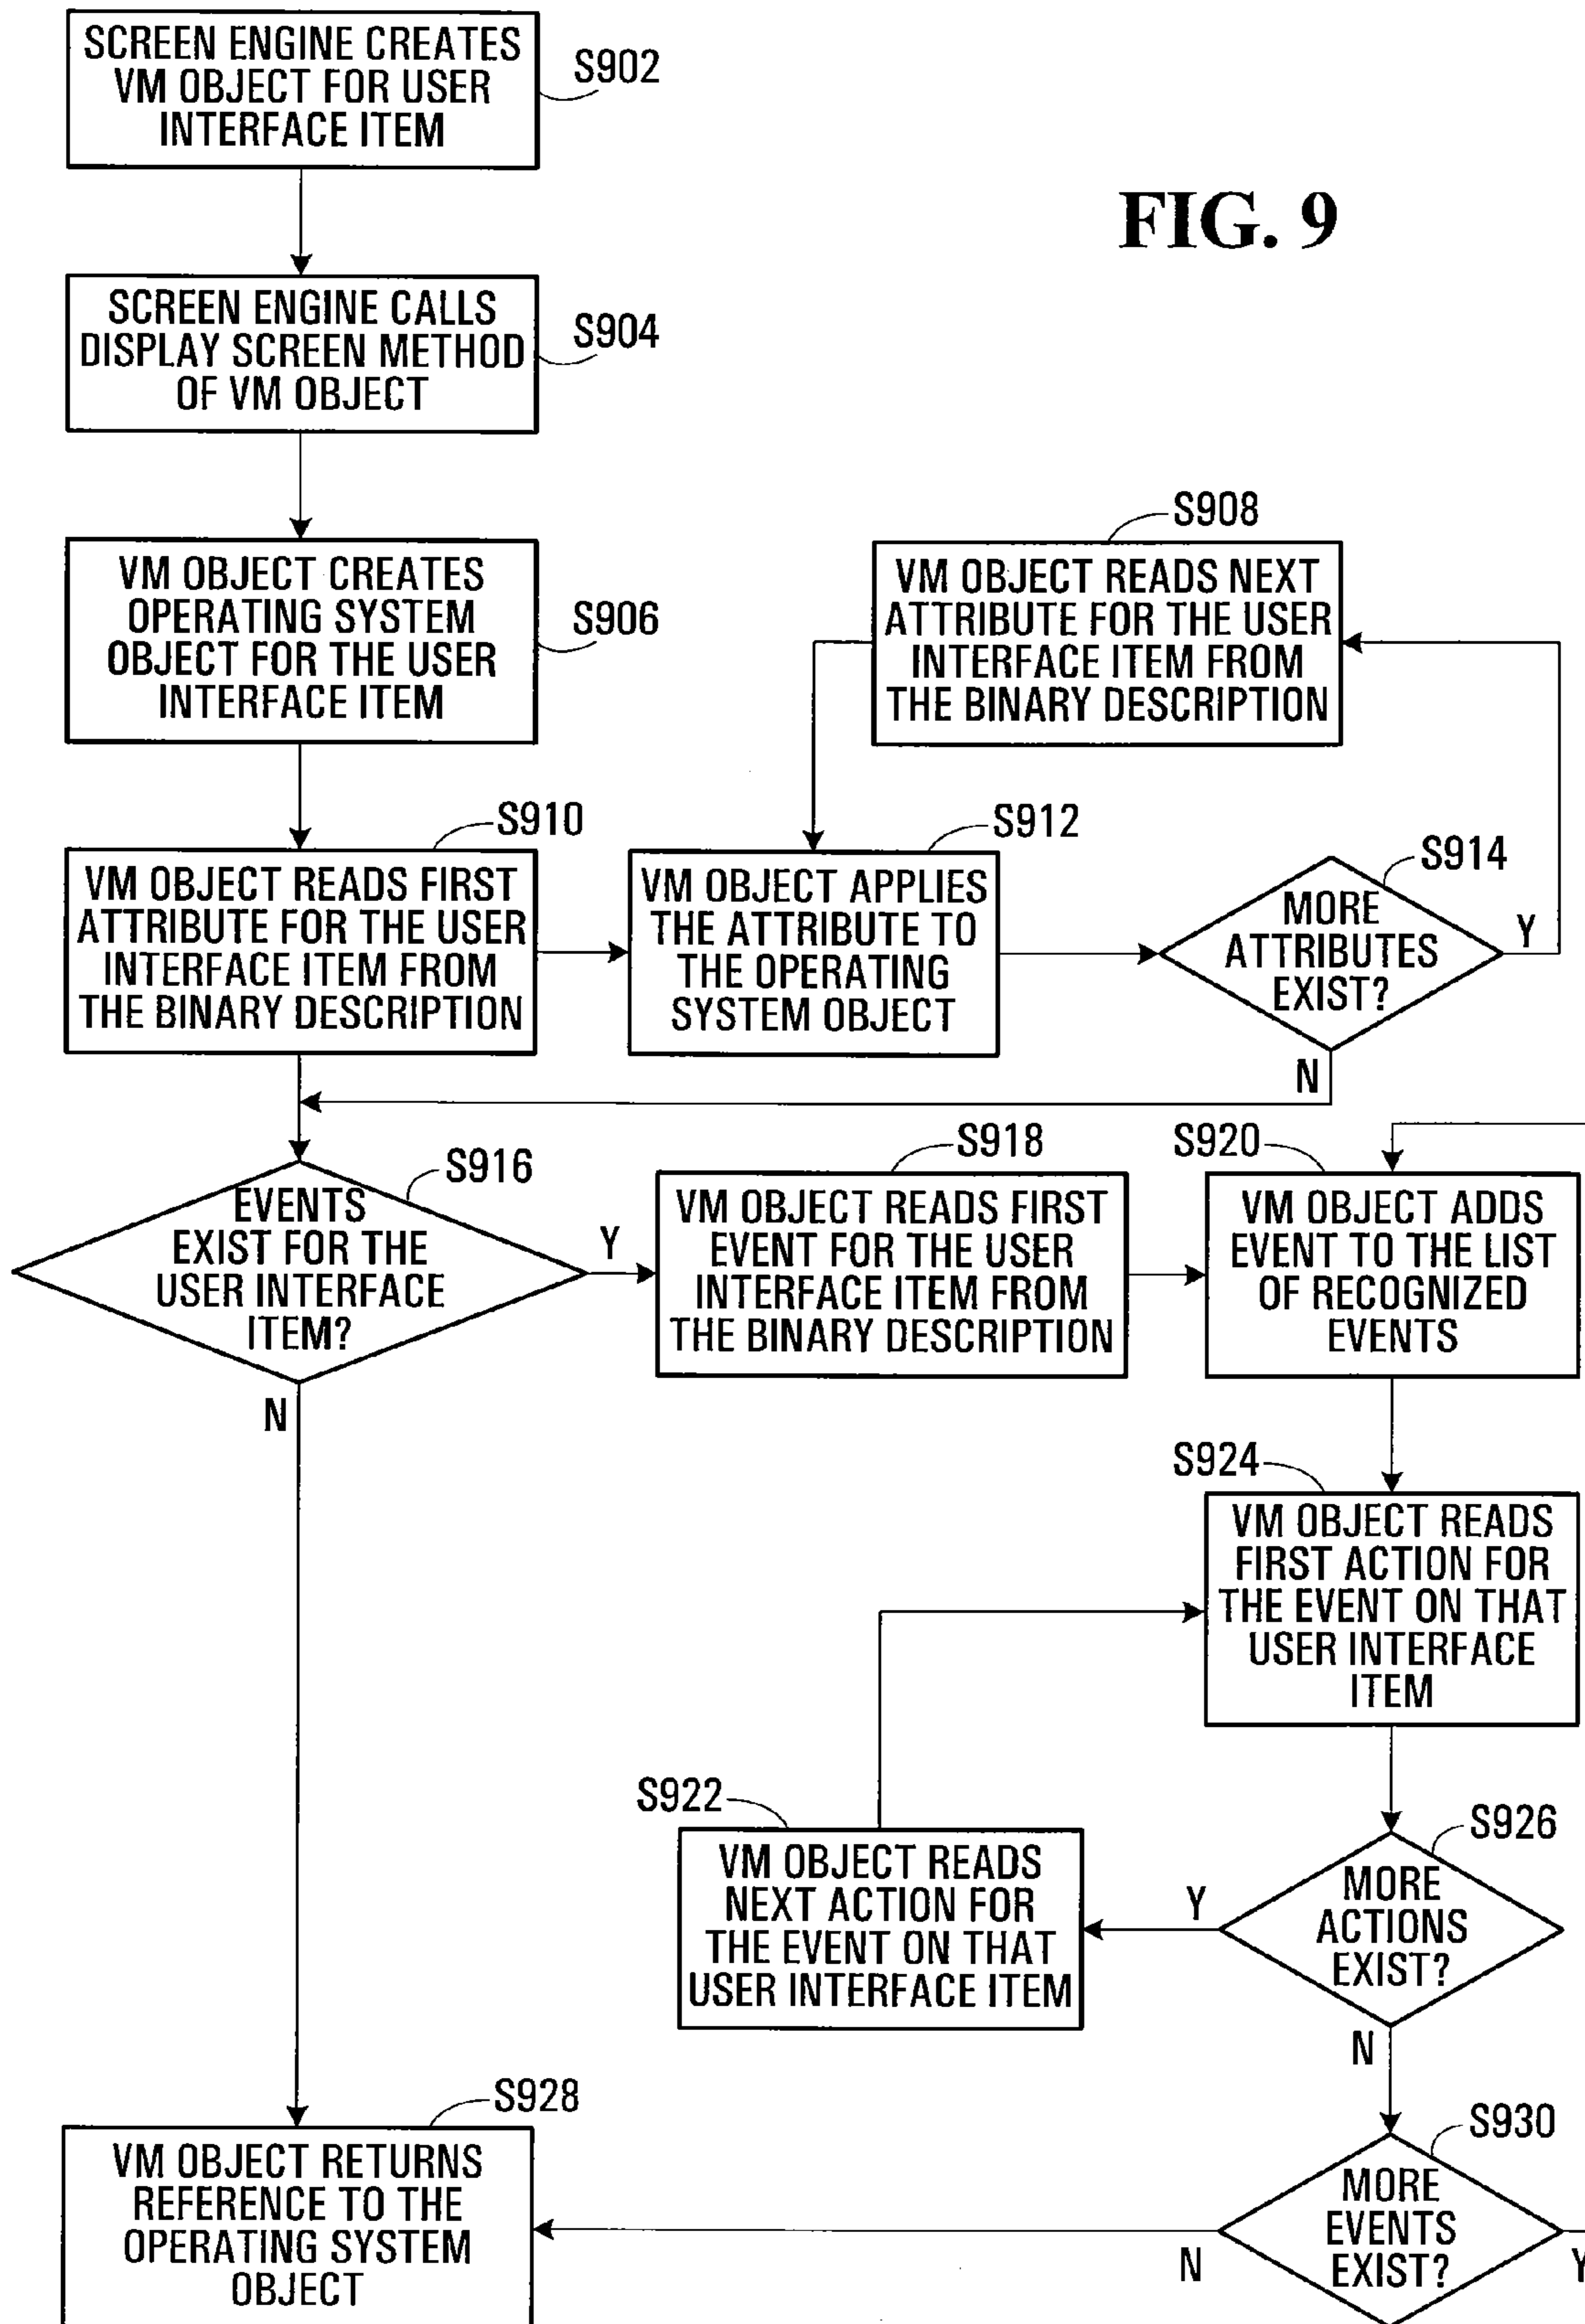 SCREEN ENGINE CREATES
VM OBJECT FOR USER
INTERFACE ITEM
S902
FIG. 9
SCREEN ENGINE CALLS
DISPLAY SCREEN METHOD
OF VM OBJECT
S904
VM OBJECT CREATES
OPERATING SYSTEM
OBJECT FOR THE USER
INTERFACE ITEM
S906
S908
VM OBJECT READS NEXT
ATTRIBUTE FOR THE USER
INTERFACE ITEM FROM
THE BINARY DESCRIPTION
S910
VM OBJECT READS FIRST
ATTRIBUTE FOR THE USER
INTERFACE ITEM FROM
THE BINARY DESCRIPTION
S912
VM OBJECT APPLIES
THE ATTRIBUTE TO
THE OPERATING
SYSTEM OBJECT
S914
MORE
ATTRIBUTES
EXIST?
Y
N
S916
EVENTS
EXIST FOR THE
USER INTERFACE
ITEM?
Y
N
S918
VM OBJECT READS FIRST
EVENT FOR THE USER
INTERFACE ITEM FROM
THE BINARY DESCRIPTION
S920
VM OBJECT ADDS
EVENT TO THE LIST
OF RECOGNIZED
EVENTS
S924
VM OBJECT READS
FIRST ACTION FOR
THE EVENT ON THAT
USER INTERFACE
ITEM
S922
VM OBJECT READS
NEXT ACTION FOR
THE EVENT ON THAT
USER INTERFACE ITEM
S926
MORE
ACTIONS
EXIST?
Y
N
S928
VM OBJECT RETURNS
REFERENCE TO THE
OPERATING SYSTEM
OBJECT
S930
MORE
EVENTS
EXIST?
N
Y